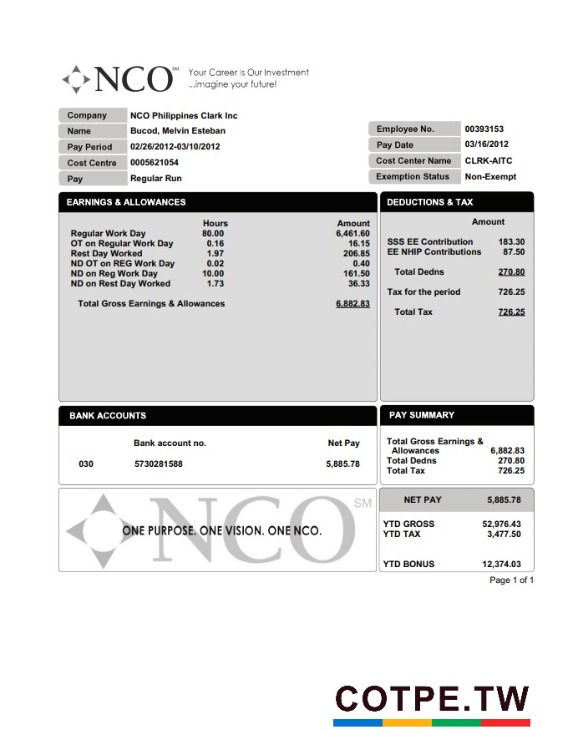 NCO SM Your Career Is Our Investment
...imagine your future!
Company NCO Philippines Clark Inc
Name Bucod, Melvin Esteban Employee No. 00393153
Pay Period 02/26/2012-03/10/2012 Pay Date 03/16/2012
Cost Centre 0005621054 Cost Center Name CLRK-AITC
Pay Regular Run Exemption Status Non-Exempt
EARNINGS & ALLOWANCES
Hours Amount
Regular Work Day 80.00 6,461.60
OT on Regular Work Day 0.16 16.15
Rest Day Worked 1.97 206.85
ND OT on REG Work Day 0.02 0.40
ND on Reg Work Day 10.00 161.50
ND on Rest Day Worked 1.73 36.33
Total Gross Earnings & Allowances 6,882.83
DEDUCTIONS & TAX
Amount
SSS EE Contribution 183.30
EE NHIP Contributions 87.50
Total Dedns 270.80
Tax for the period 726.25
Total Tax 726.25
BANK ACCOUNTS
Bank account no. Net Pay
030 5730281588 5,885.78
PAY SUMMARY
Total Gross Earnings &
Allowances 6,882.83
Total Dedns 270.80
Total Tax 726.25
NCO SM
ONE PURPOSE. ONE VISION. ONE NCO.
NET PAY 5,885.78
YTD GROSS 52,976.43
YTD TAX 3,477.50
YTD BONUS 12,374.03
Page 1 of 1
COTPE.TW